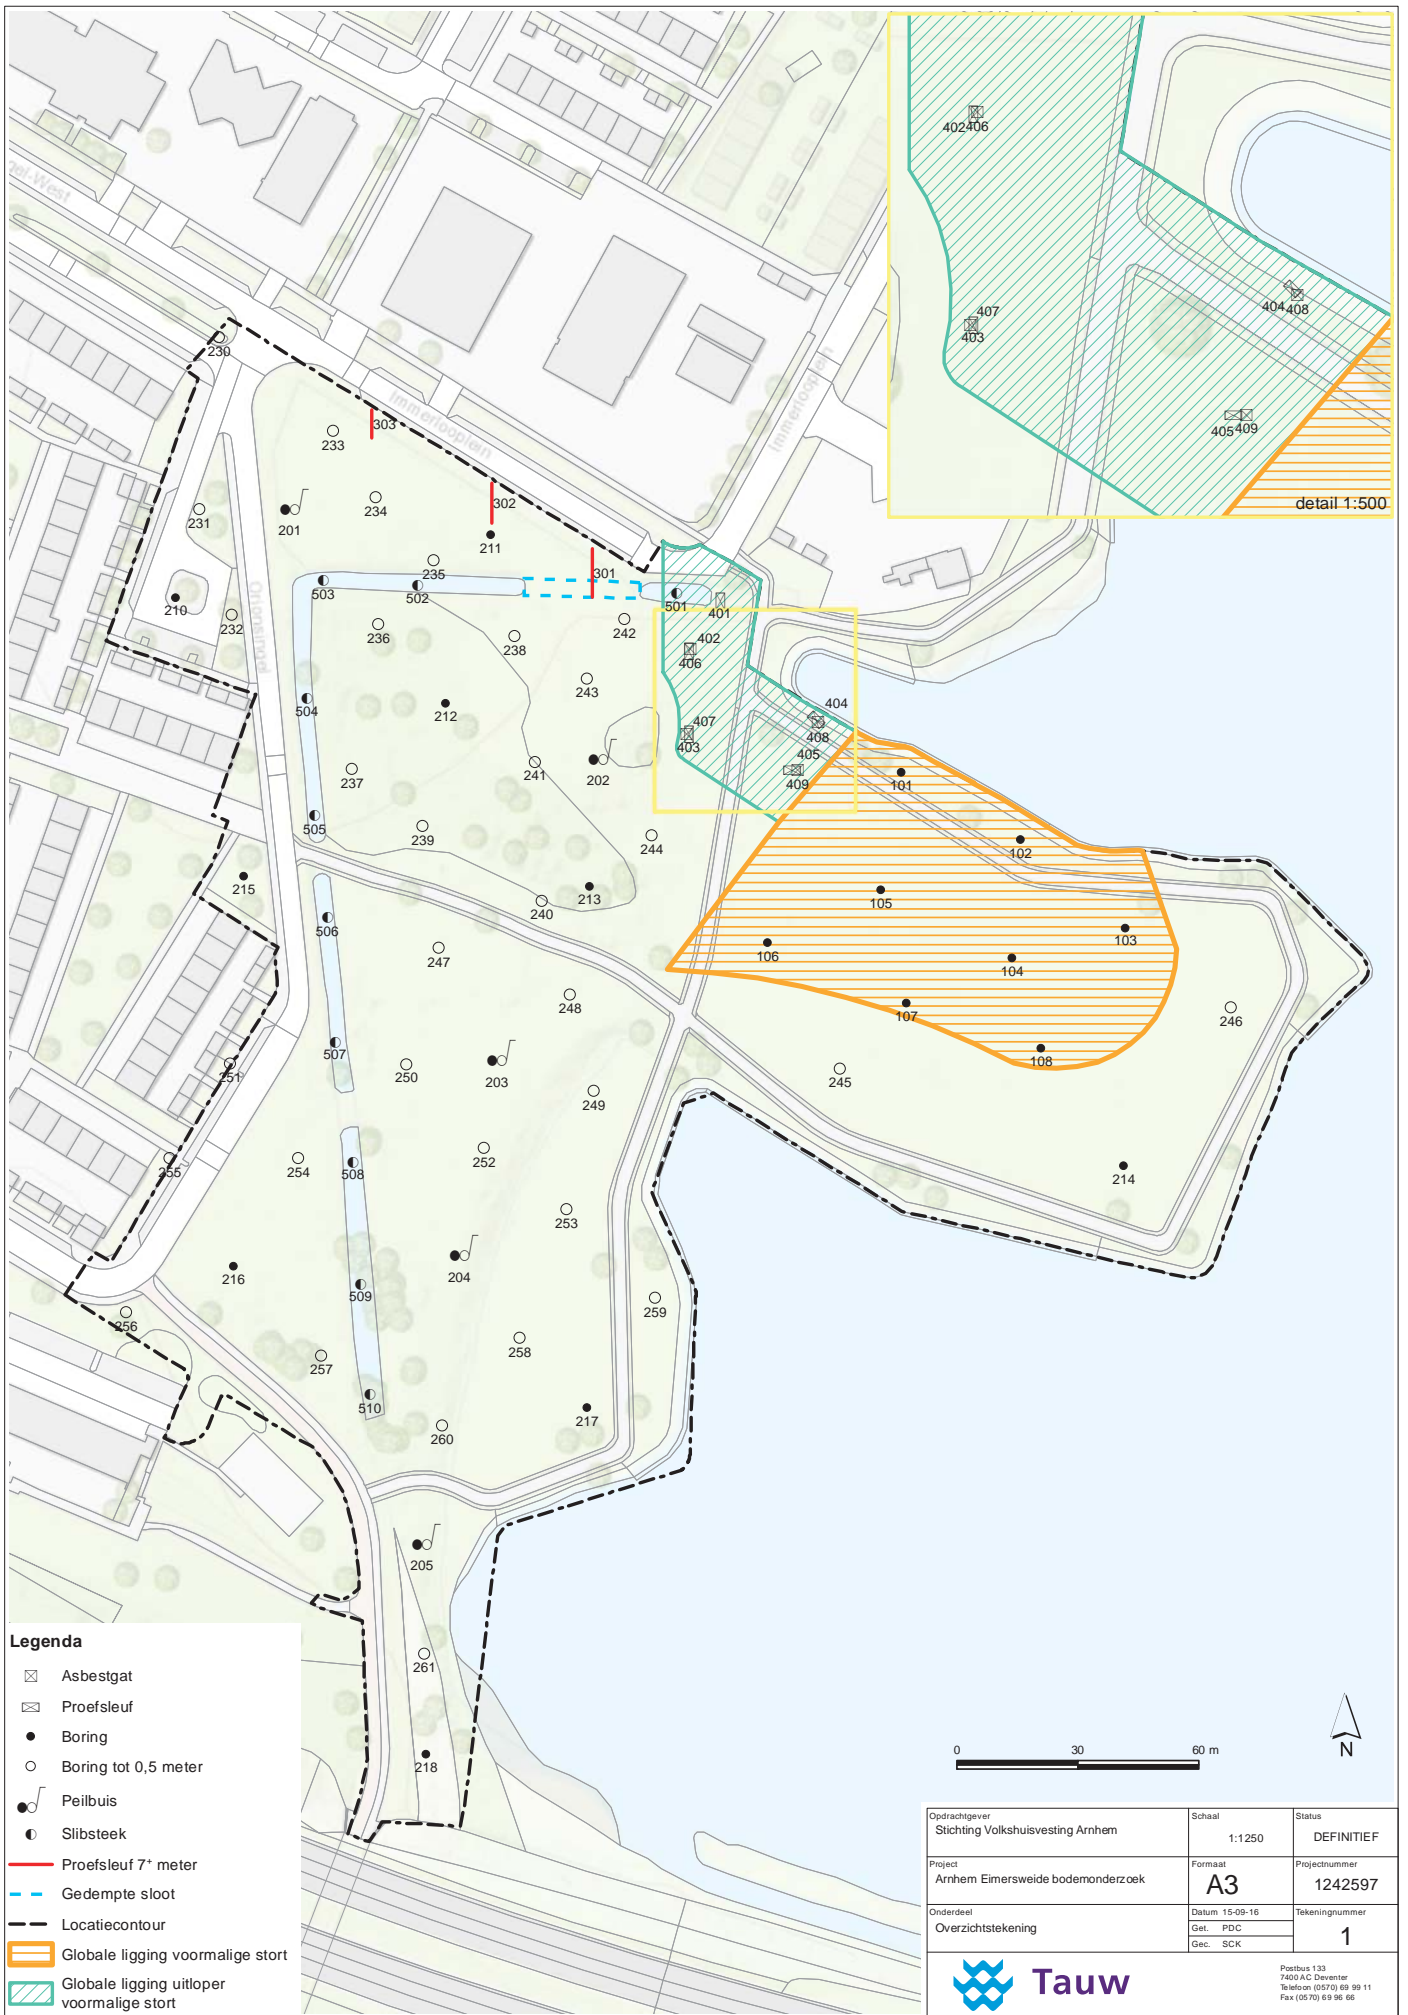 402406
407
403
404
408
405
409
detail 1:500
Immerlooplein
Immerlooplein
Orionsrode
230
303
233
302
231
201
234
211
301
235
503
502
501
401
210
232
236
238
242
402
406
243
504
212
404
407
403
408
241
202
405
237
409
101
505
239
244
102
215
213
240
105
506
103
247
106
104
248
107
246
507
251
250
203
108
249
245
252
255
254
508
214
253
216
204
509
259
256
258
257
510
217
260
205
261
218
Legenda
Asbestgat
Proefsleuf
Boring
Boring tot 0,5 meter
Peilbuis
Slibsteek
Proefsleuf 7+ meter
Gedempte sloot
Locatiecontour
Globale ligging voormalige stort
Globale ligging uitloper
voormalige stort
0 30 60 m
N
Opdrachtgever
Stichting Volkshuisvesting Arnhem
Schaal
1:1250
Status
DEFINITIEF
Project
Arnhem Eimersweide bodemonderzoek
Formaat
A3
Projectnummer
1242597
Onderdeel
Overzichtstekening
Datum 15-09-16
Get. PDC
Gec. SCK
Tekeningnummer
1
Tauw
Postbus 133
7400 AC Deventer
Telefoon (0570) 69 99 11
Fax (0570) 69 96 66